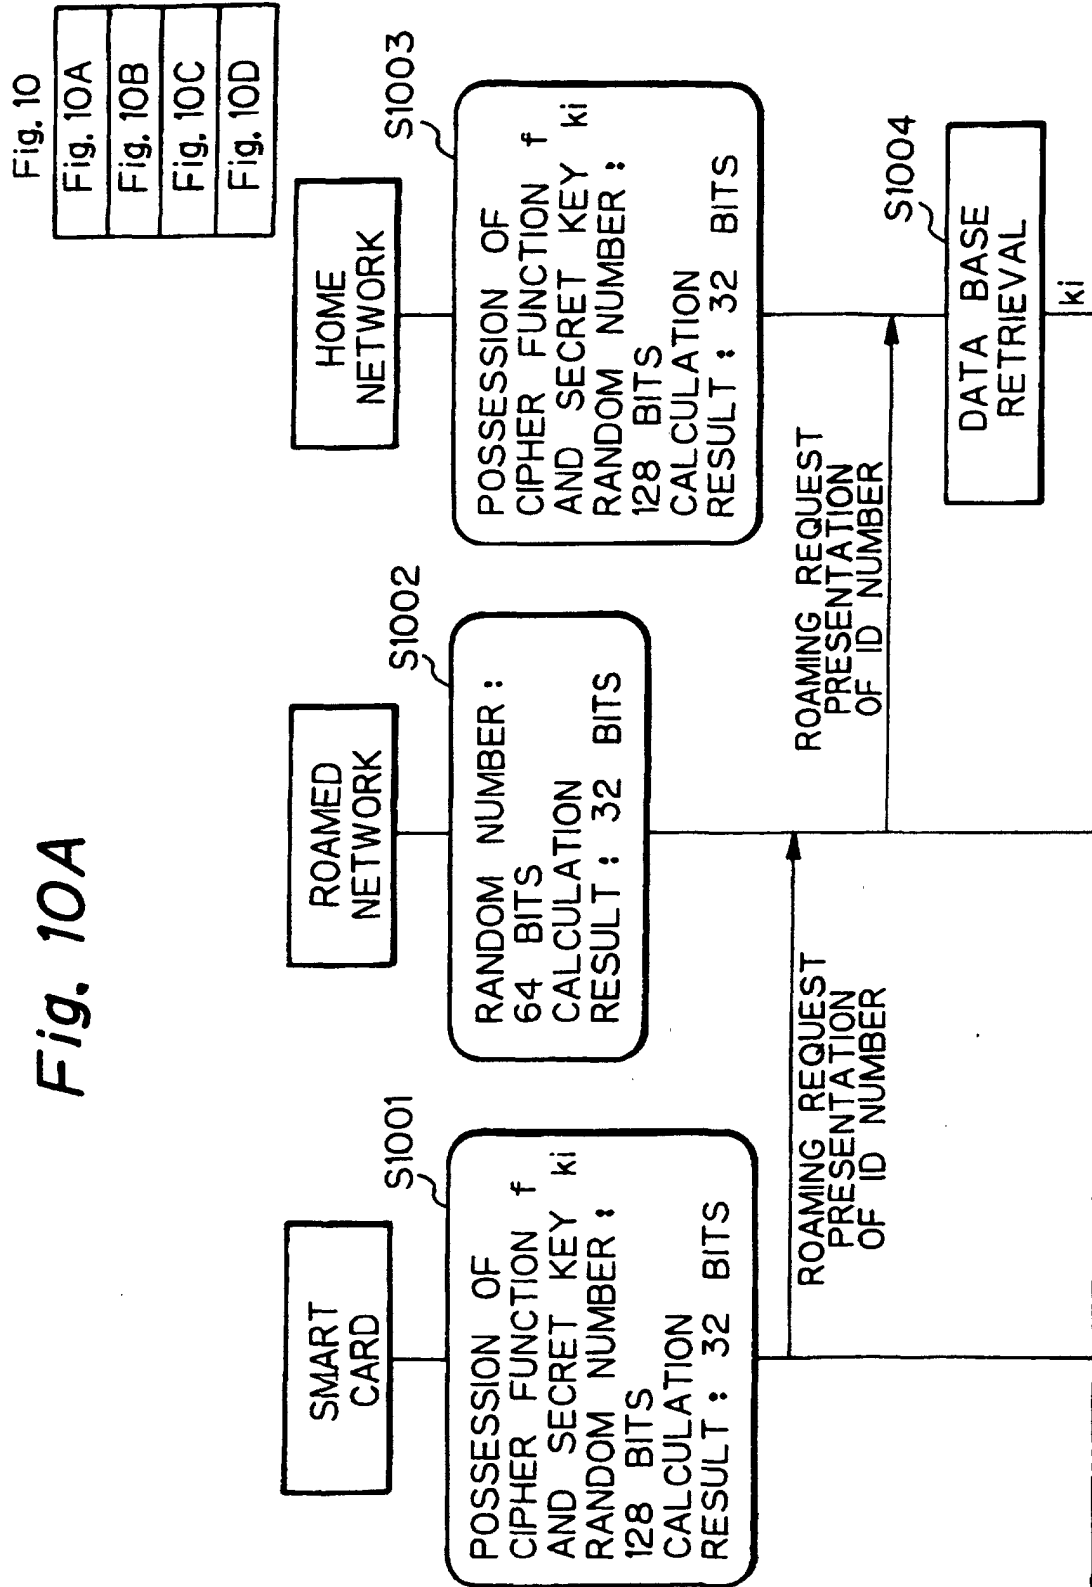 Fig. 10A
Fig. 10
Fig. 10A
Fig. 10B
Fig. 10C
Fig. 10D
SMART
CARD
S1001
POSSESSION OF
CIPHER FUNCTION f
AND SECRET KEY ki
RANDOM NUMBER :
128 BITS
CALCULATION
RESULT : 32 BITS
ROAMED
NETWORK
S1002
RANDOM NUMBER :
64 BITS
CALCULATION
RESULT : 32 BITS
HOME
NETWORK
S1003
POSSESSION OF
CIPHER FUNCTION f
AND SECRET KEY ki
RANDOM NUMBER :
128 BITS
CALCULATION
RESULT : 32 BITS
ROAMING REQUEST
PRESENTATION
OF ID NUMBER
ROAMING REQUEST
PRESENTATION
OF ID NUMBER
S1004
DATA BASE
RETRIEVAL
ki